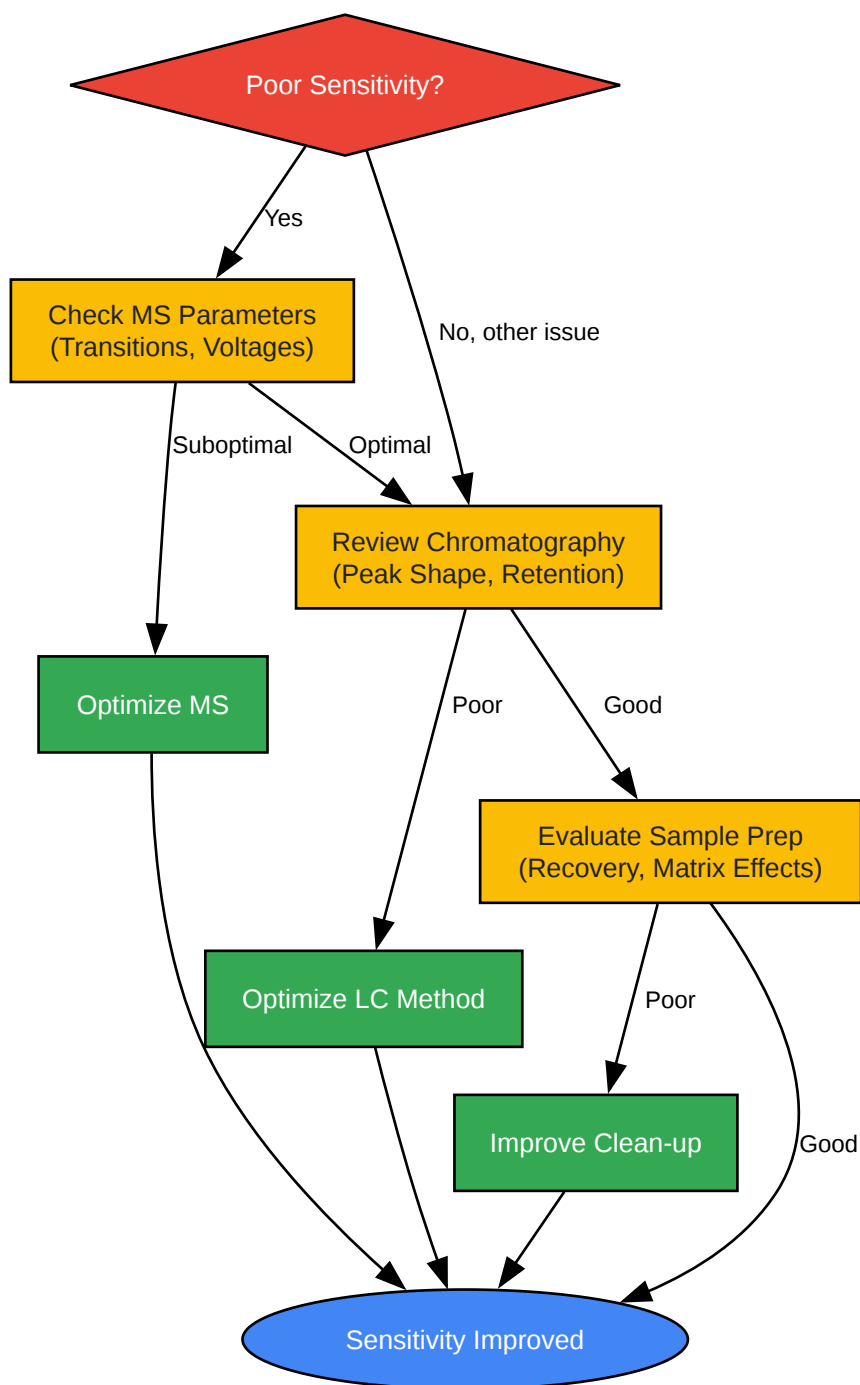 Poor Sensitivity?
Yes
Check MS Parameters
(Transitions, Voltages)
No, other issue
Suboptimal
Optimal
Review Chromatography
(Peak Shape, Retention)
Optimize MS
Poor
Good
Evaluate Sample Prep
(Recovery, Matrix Effects)
Optimize LC Method
Poor
Improve Clean-up
Good
Sensitivity Improved